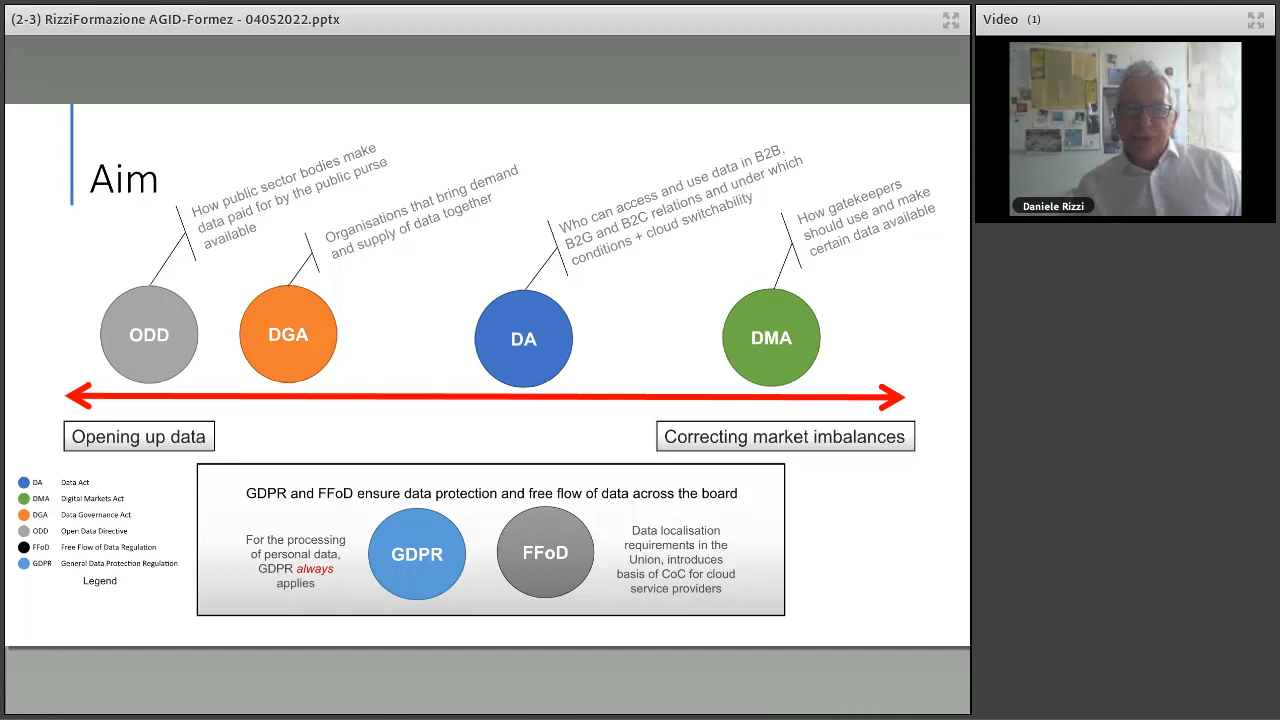 (2-3) RizziFormazione AGID-Formez - 04052022.pptx
Video (1)
Daniele Rizzi
Aim
How public sector bodies make
data paid for by the public purse
available
Organisations that bring demand
and supply of data together
Who can access and use data in B2B,
B2G and B2C relations and under which
conditions + cloud switchability
How gatekeepers
should use and make
certain data available
ODD
DGA
DA
DMA
Opening up data
Correcting market imbalances
DA Data Act
DMA Digital Markets Act
DGA Data Governance Act
ODD Open Data Directive
FFoD Free Flow of Data Regulation
GDPR General Data Protection Regulation
Legend
GDPR and FFoD ensure data protection and free flow of data across the board
For the processing
of personal data,
GDPR always
applies
GDPR
FFoD
Data localisation
requirements in the
Union, introduces
basis of CoC for cloud
service providers